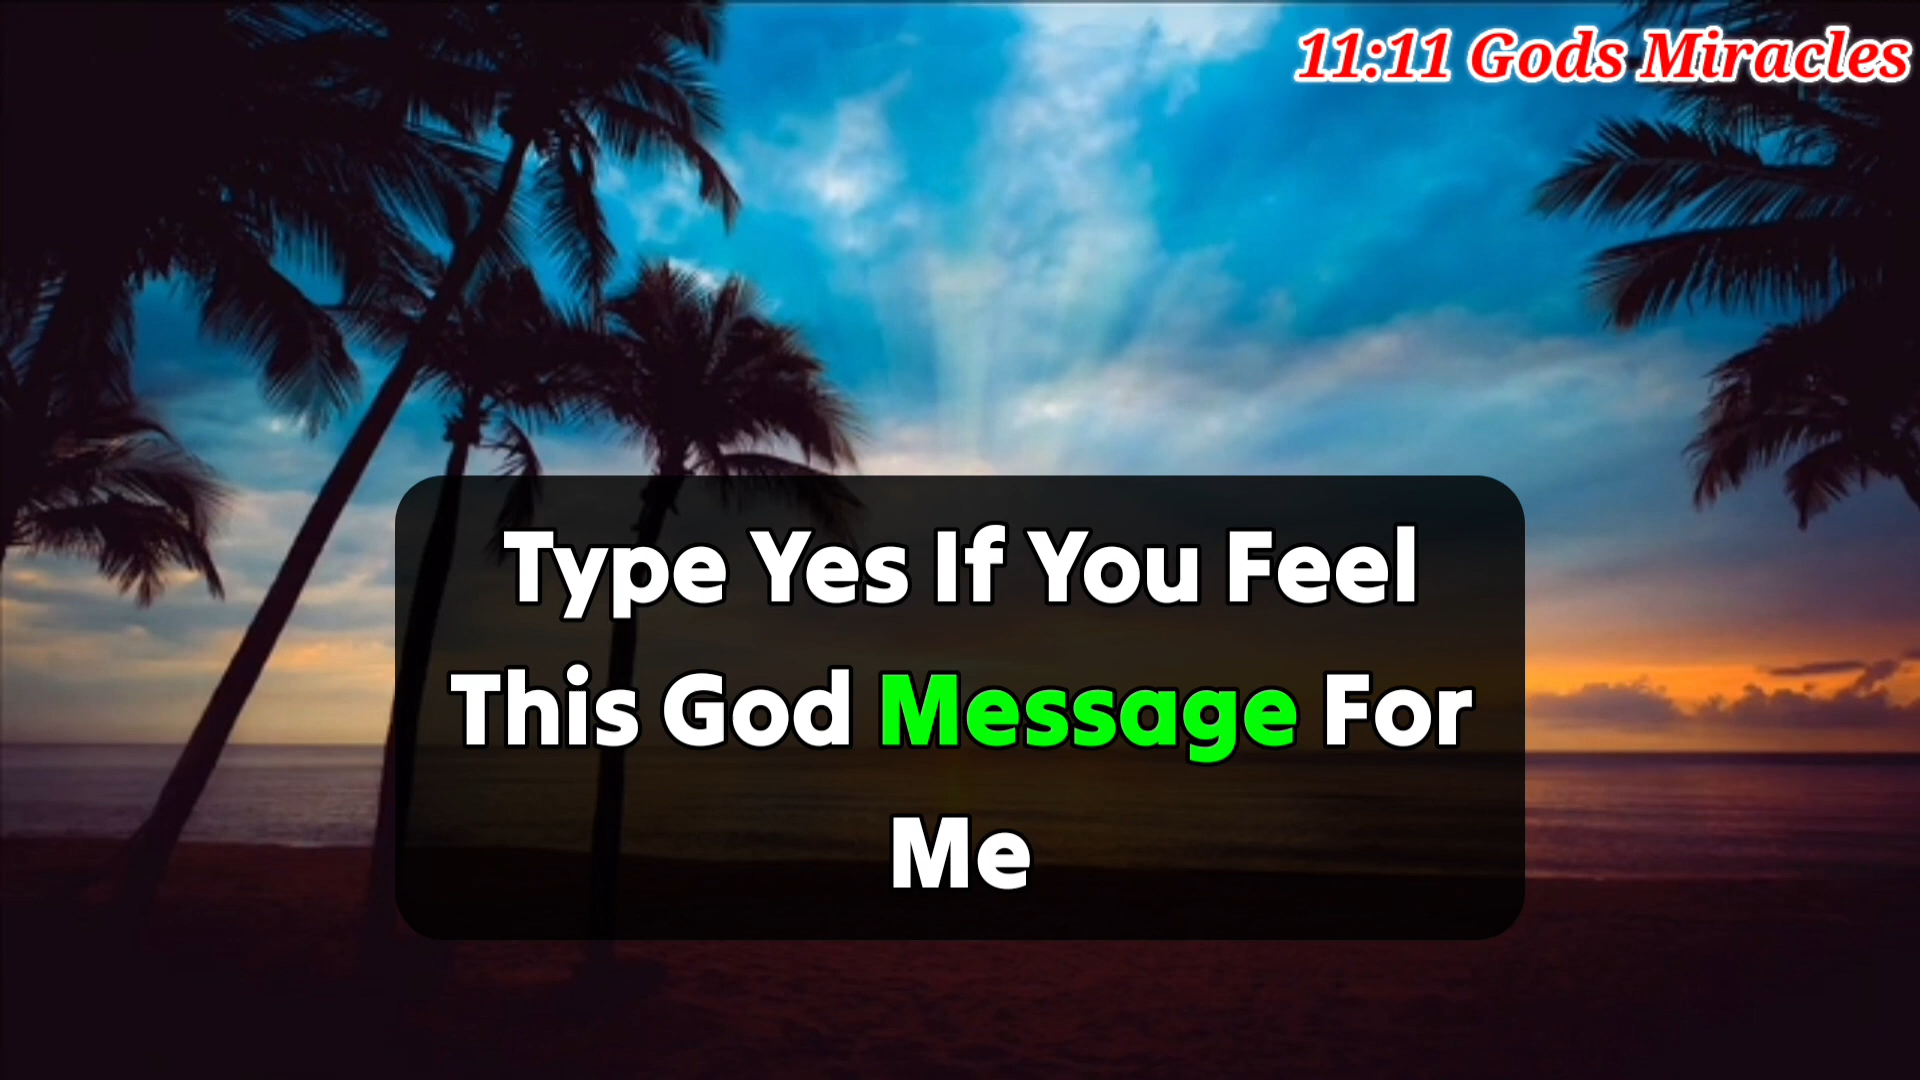 11:11 Gods Miracles
Type Yes If You Feel
This God Message For
Me